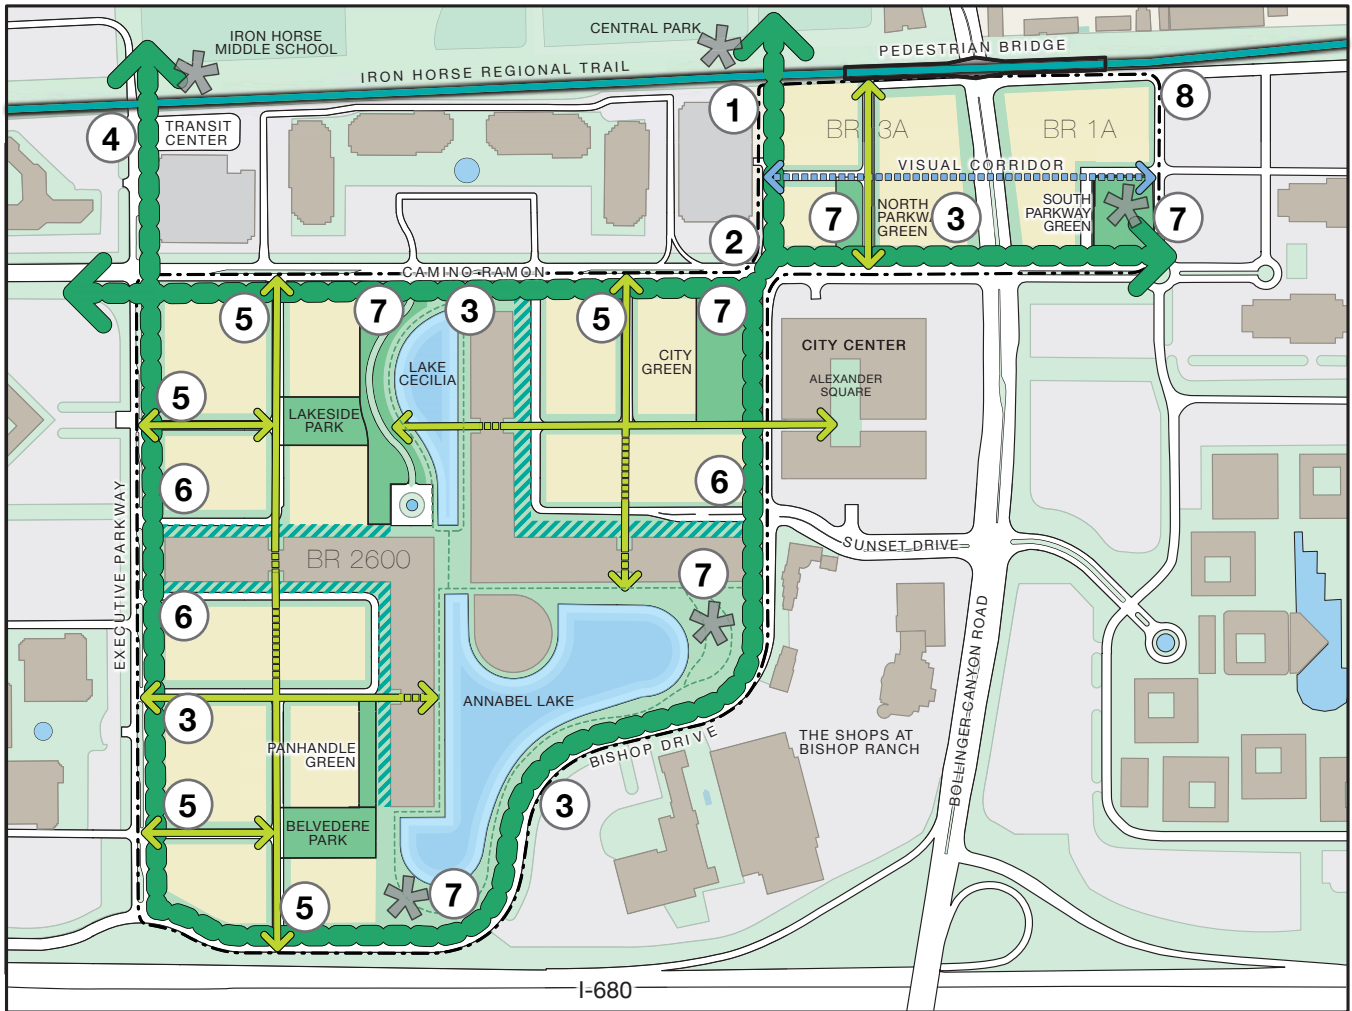 IRON HORSE
MIDDLE SCHOOL
CENTRAL PARK
PEDESTRIAN BRIDGE
IRON HORSE REGIONAL TRAIL
1
8
4
TRANSIT
CENTER
BR 3A
BR 1A
VISUAL CORRIDOR
7
NORTH
PARKWAY
GREEN
3
SOUTH
PARKWAY
GREEN
7
2
CAMINO RAMON
5
7
3
5
7
LAKE
CECILIA
CITY
GREEN
CITY CENTER
ALEXANDER
SQUARE
5
LAKESIDE
PARK
6
6
EXECUTIVE PARKWAY
SUNSET DRIVE
BR 2600
7
6
BOLLINGER CANYON ROAD
ANNABEL LAKE
3
PANHANDLE
GREEN
BISHOP DRIVE
THE SHOPS AT
BISHOP RANCH
5
3
BELVEDERE
PARK
7
5
I-680